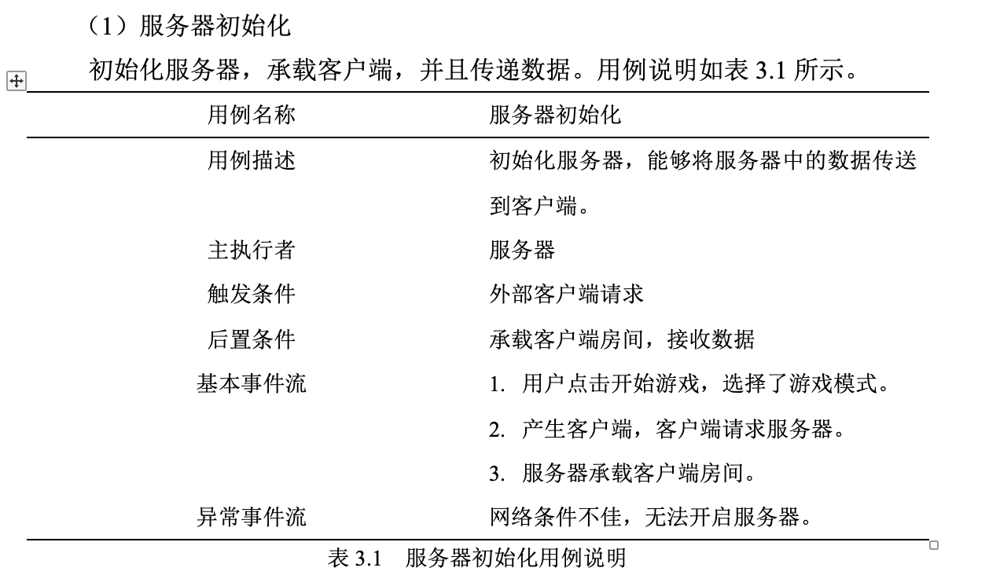 （1）服务器初始化
初始化服务器，承载客户端，并且传递数据。用例说明如表 3.1 所示。
用例名称 服务器初始化
用例描述 初始化服务器，能够将服务器中的数据传送
到客户端。
主执行者 服务器
触发条件 外部客户端请求
后置条件 承载客户端房间，接收数据
基本事件流 1. 用户点击开始游戏，选择了游戏模式。
2. 产生客户端，客户端请求服务器。
3. 服务器承载客户端房间。
异常事件流 网络条件不佳，无法开启服务器。
表 3.1 服务器初始化用例说明